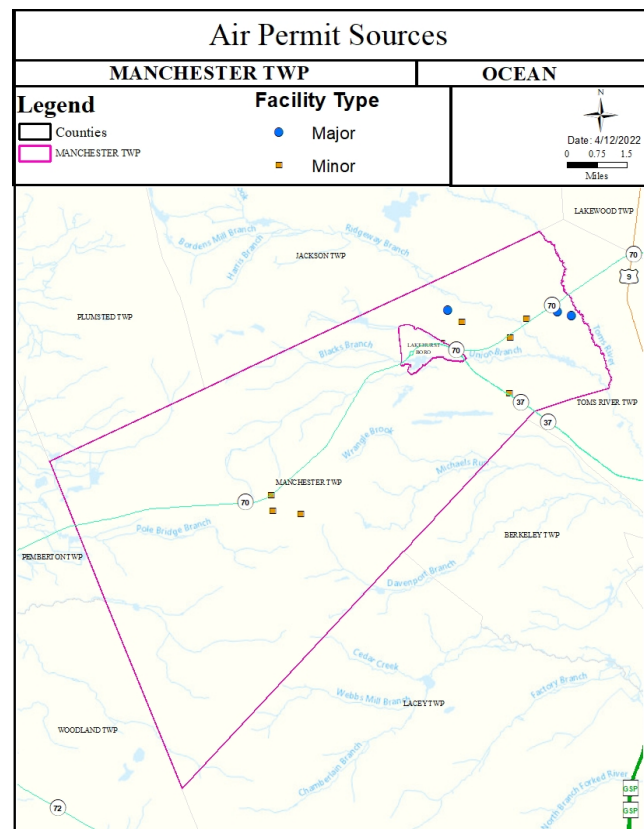 Air Permit Sources
MANCHESTER TWP
OCEAN
Legend
Counties
MANCHESTER TWP
Facility Type
Major
Minor
N
Date: 4/12/2022
0 0.75 1.5
Miles
LAKEWOOD TWP
Bordens Mill Branch
Harris Branch
Ridgeway Branch
JACKSON TWP
70
9
PLUMSTED TWP
70
Toms River
Blacks Branch
LAKEHURST
BORO
70
Union Branch
37
TOMS RIVER TWP
37
Wrangle Brook
Michaels Run
MANCHESTER TWP
70
Pole Bridge Branch
BERKELEY TWP
PEMBERTON TWP
Davenport Branch
Cedar Creek
Webbs Mill Branch
Factory Branch
LACEY TWP
WOODLAND TWP
Chamberlain Branch
North Branch Forked River
GSP
GSP
72